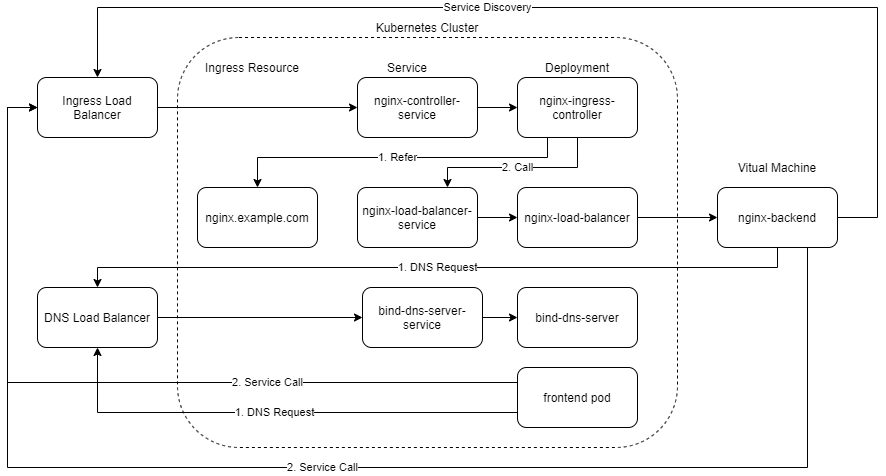 Service Discovery
Kubernetes Cluster
Ingress Resource
Service
Deployment
Ingress Load
Balancer
nginx-controller-
service
nginx-ingress-
controller
1. Refer
2. Call
Vitual Machine
nginx.example.com
nginx-load-balancer-
service
nginx-load-balancer
nginx-backend
1. DNS Request
DNS Load Balancer
bind-dns-server-
service
bind-dns-server
2. Service Call
frontend pod
1. DNS Request
2. Service Call